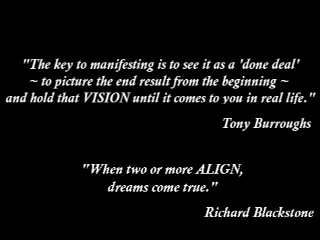 "The key to manifesting is to see it as a 'done deal'
~ to picture the end result from the beginning ~
and hold that VISION until it comes to you in real life."
Tony Burroughs
"When two or more ALIGN,
dreams come true."
Richard Blackstone